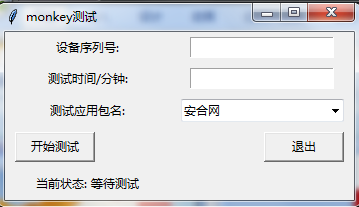 monkey测试
设备序列号:
测试时间/分钟:
测试应用包名: 安合网
开始测试 退出
当前状态: 等待测试